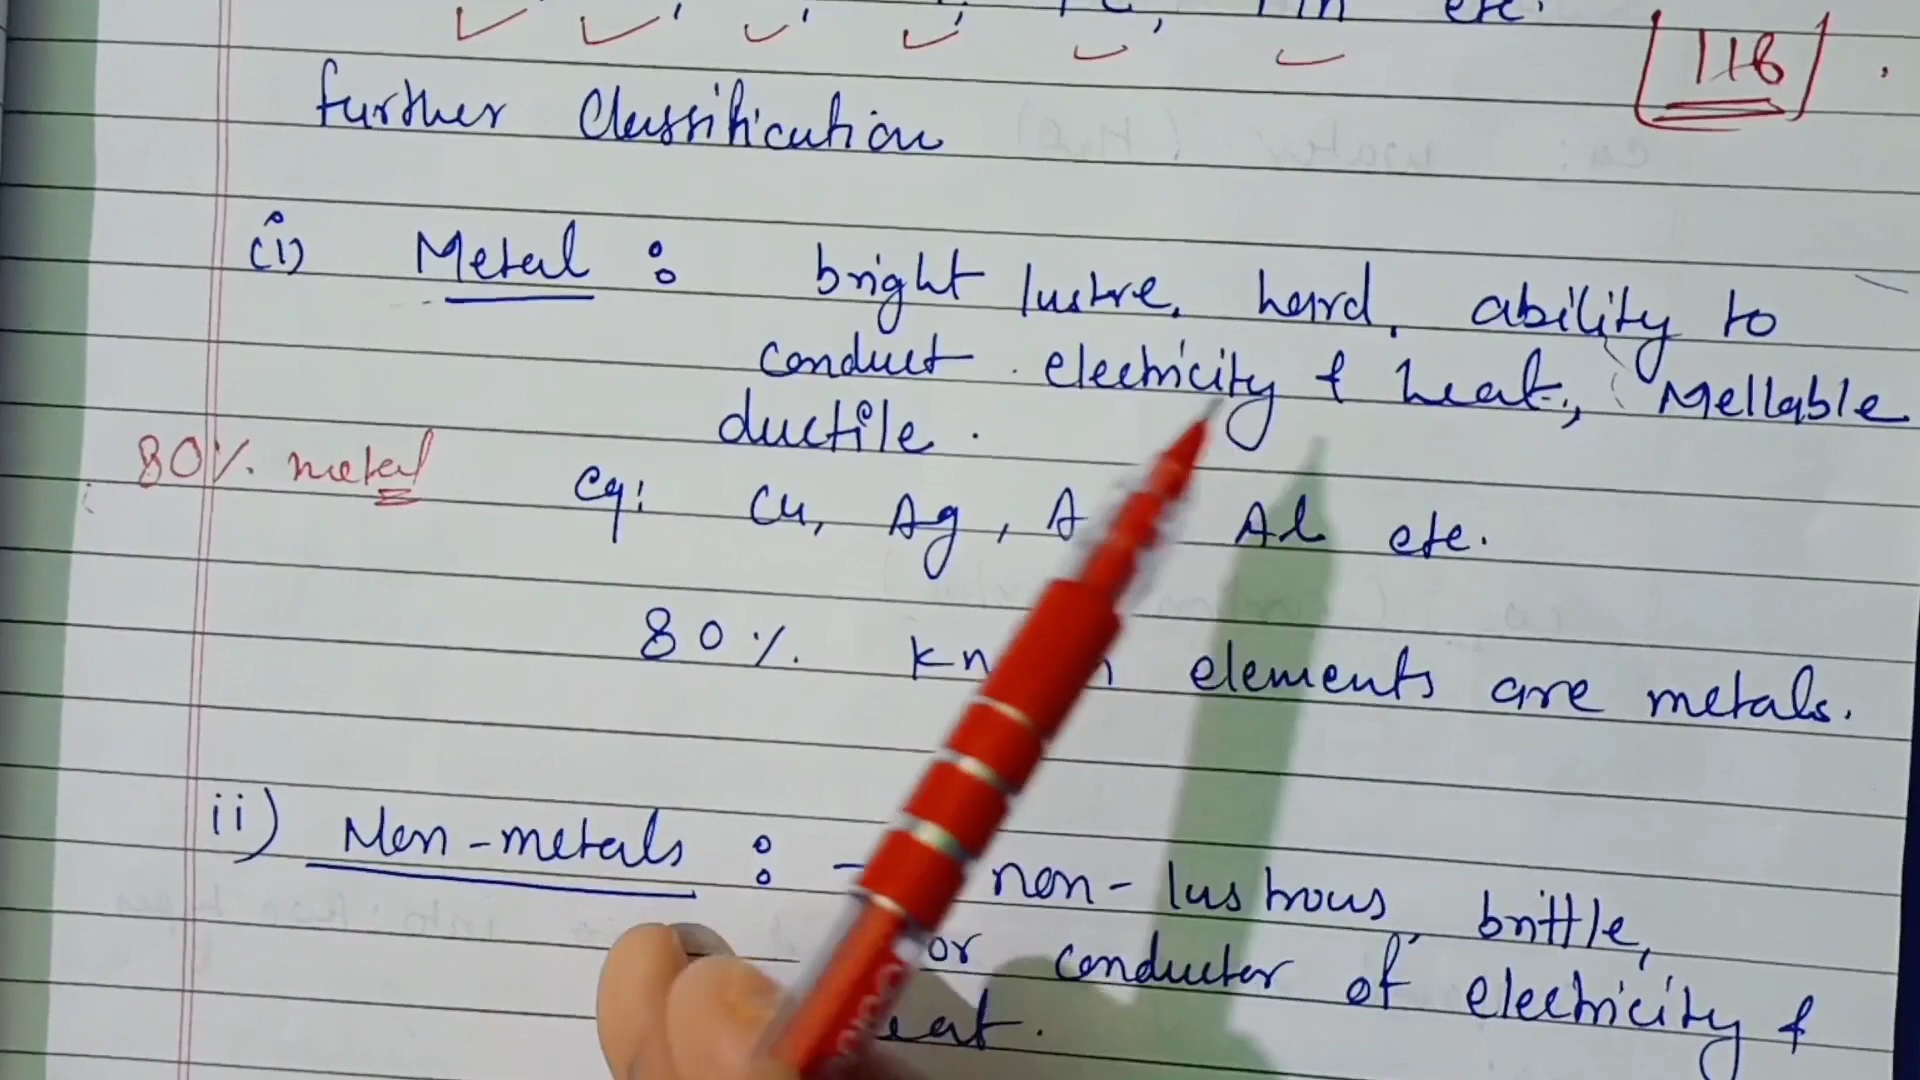 etc.
118
further Classification
(i) Metal : bright lustre, hard, ability to
conduct electricity & heat, Mellable
ductile.
80% metal
eg: Cu, Ag, Al etc.
80% elements are metals.
ii) Non-metals : - non-lustrous, brittle,
conductor of electricity &